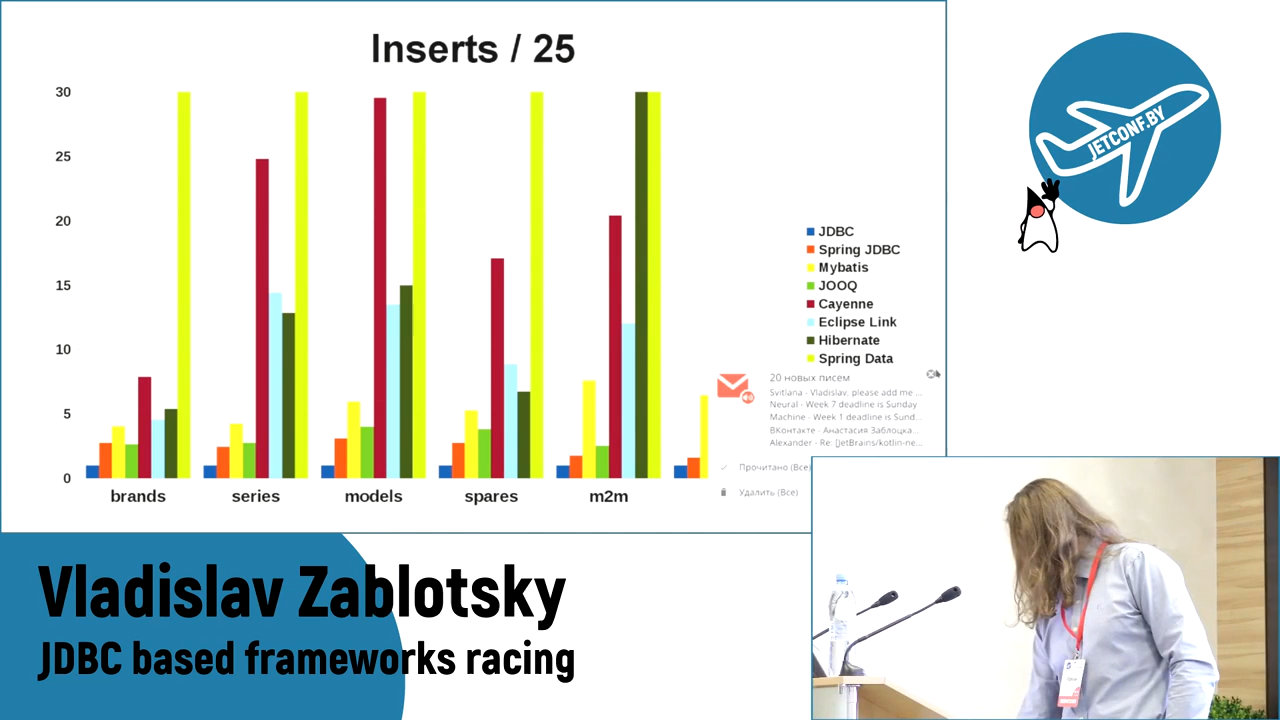 Inserts / 25
30
25
20
15
10
5
0
brands series models spares m2m
JDBC
Spring JDBC
Mybatis
JOOQ
Cayenne
Eclipse Link
Hibernate
Spring Data
20 новых писем
Svitlana - Vladislav, please add me ...
Neural - Week 7 deadline is Sunday
Machine - Week 1 deadline is Sund...
ВКонтакте - Анастасия Заблоцка...
Alexander - Re: [JetBrains/kotlin-ne...
Прочитано (Все)
Удалить (Все)
JETCONF.BY
Vladislav Zablotsky
JDBC based frameworks racing